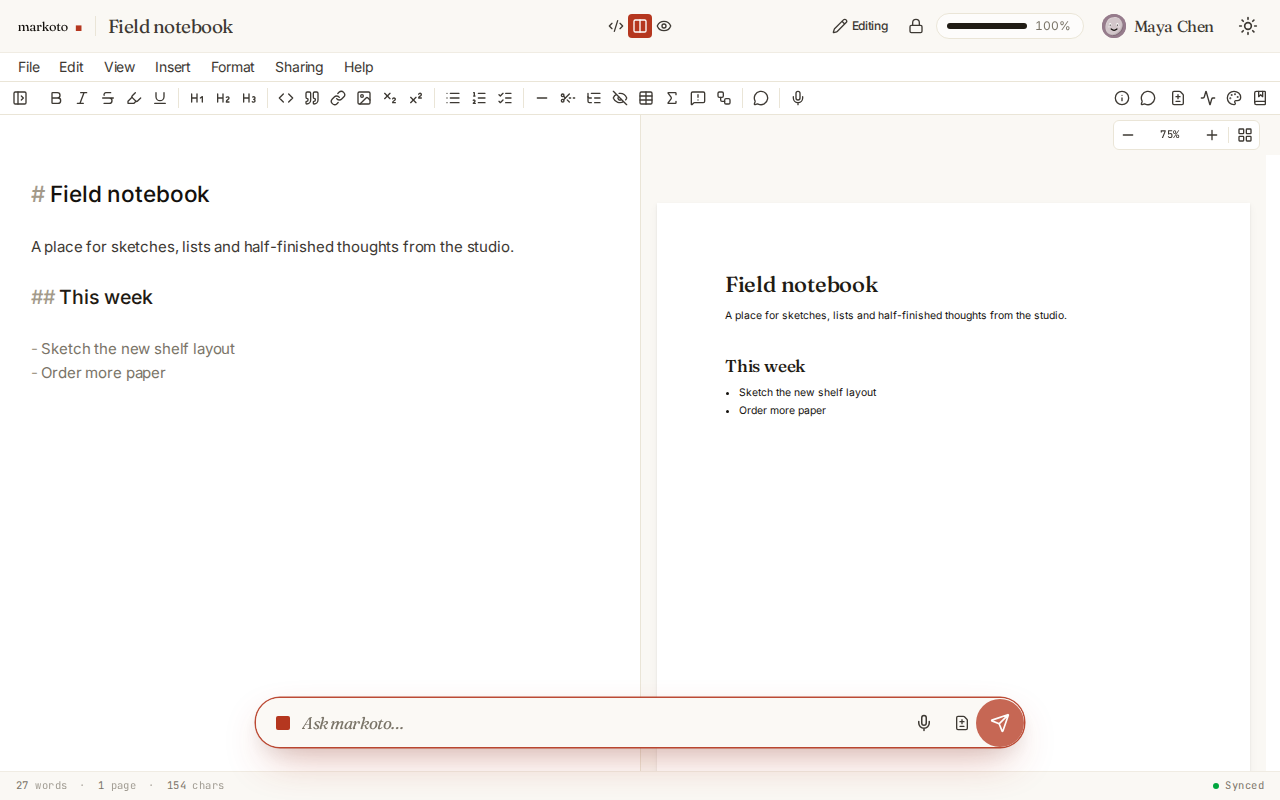 markoto
Field notebook
Editing
100%
Maya Chen
File Edit View Insert Format Sharing Help
H1 H2 H3
75%
# Field notebook
A place for sketches, lists and half-finished thoughts from the studio.
## This week
- Sketch the new shelf layout
- Order more paper
Field notebook
A place for sketches, lists and half-finished thoughts from the studio.
This week
• Sketch the new shelf layout
• Order more paper
Ask markoto...
27 words · 1 page · 154 chars
Synced